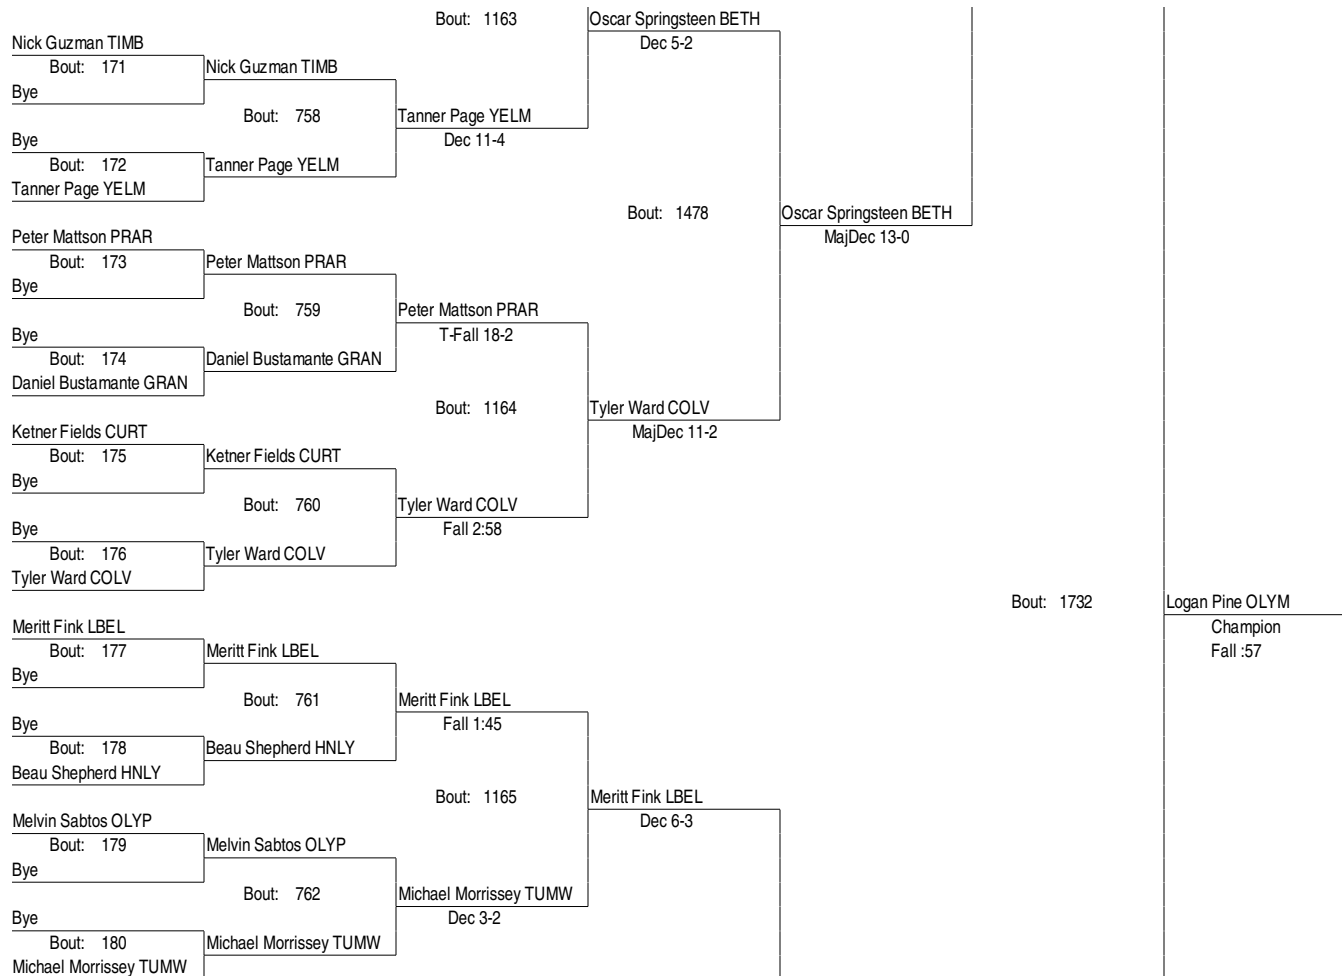 Bout: 1163
Oscar Springsteen BETH
Dec 5-2
Nick Guzman TIMB
Bout: 171
Nick Guzman TIMB
Bye
Bout: 758
Tanner Page YELM
Dec 11-4
Bye
Bout: 172
Tanner Page YELM
Tanner Page YELM
Bout: 1478
Oscar Springsteen BETH
MajDec 13-0
Peter Mattson PRAR
Bout: 173
Peter Mattson PRAR
Bye
Bout: 759
Peter Mattson PRAR
T-Fall 18-2
Bye
Bout: 174
Daniel Bustamante GRAN
Daniel Bustamante GRAN
Bout: 1164
Tyler Ward COLV
MajDec 11-2
Ketner Fields CURT
Bout: 175
Ketner Fields CURT
Bye
Bout: 760
Tyler Ward COLV
Fall 2:58
Bye
Bout: 176
Tyler Ward COLV
Tyler Ward COLV
Bout: 1732
Logan Pine OLYM
Champion
Fall :57
Meritt Fink LBEL
Bout: 177
Meritt Fink LBEL
Bye
Bout: 761
Meritt Fink LBEL
Fall 1:45
Bye
Bout: 178
Beau Shepherd HNLY
Beau Shepherd HNLY
Bout: 1165
Meritt Fink LBEL
Dec 6-3
Melvin Sabtos OLYP
Bout: 179
Melvin Sabtos OLYP
Bye
Bout: 762
Michael Morrissey TUMW
Dec 3-2
Bye
Bout: 180
Michael Morrissey TUMW
Michael Morrissey TUMW